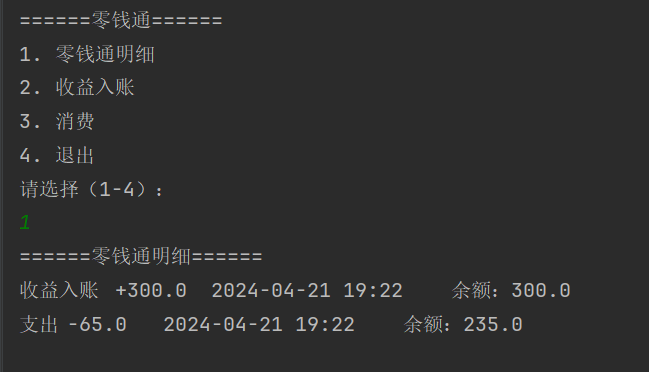 ======零钱通======
1. 零钱通明细
2. 收益入账
3. 消费
4. 退出
请选择（1-4）：
1
======零钱通明细======
收益入账 +300.0 2024-04-21 19:22 余额：300.0
支出 -65.0 2024-04-21 19:22 余额：235.0